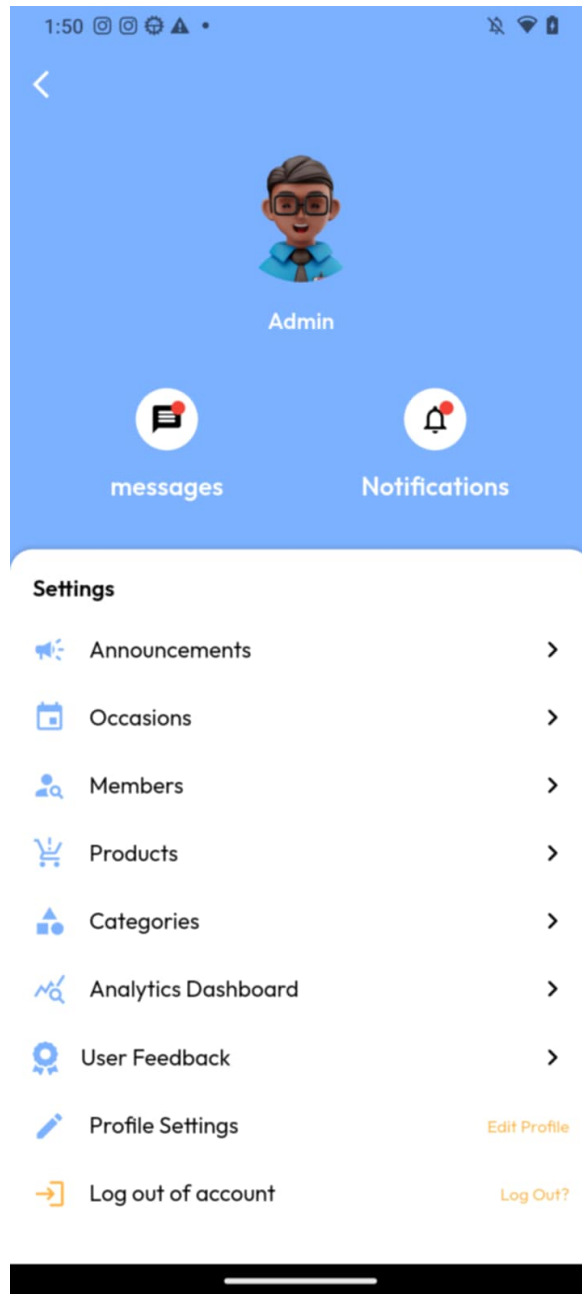 1:50
Admin
messages
Notifications
Settings
Announcements
Occasions
Members
Products
Categories
Analytics Dashboard
User Feedback
Profile Settings Edit Profile
Log out of account Log Out?